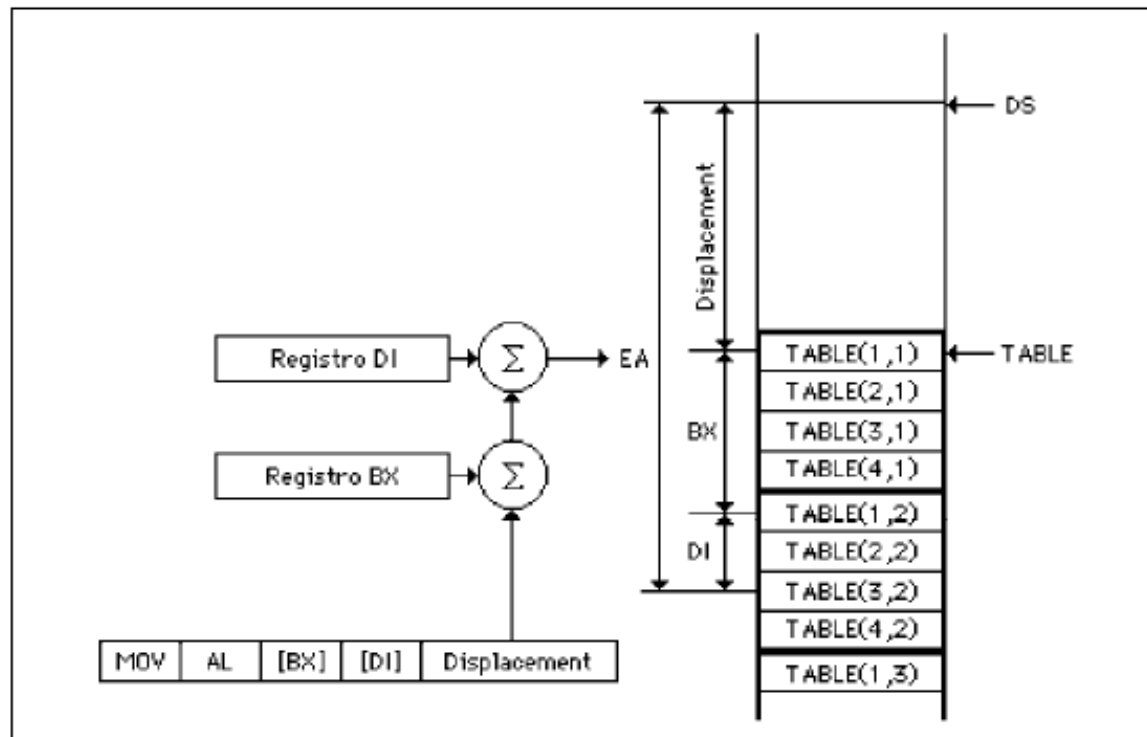 DS
Displacement
Registro DI
Σ
EA
TABLE(1,1)
TABLE
TABLE(2,1)
BX
TABLE(3,1)
Registro BX
Σ
TABLE(4,1)
TABLE(1,2)
DI
TABLE(2,2)
TABLE(3,2)
TABLE(4,2)
MOV AL [BX] [DI] Displacement
TABLE(1,3)